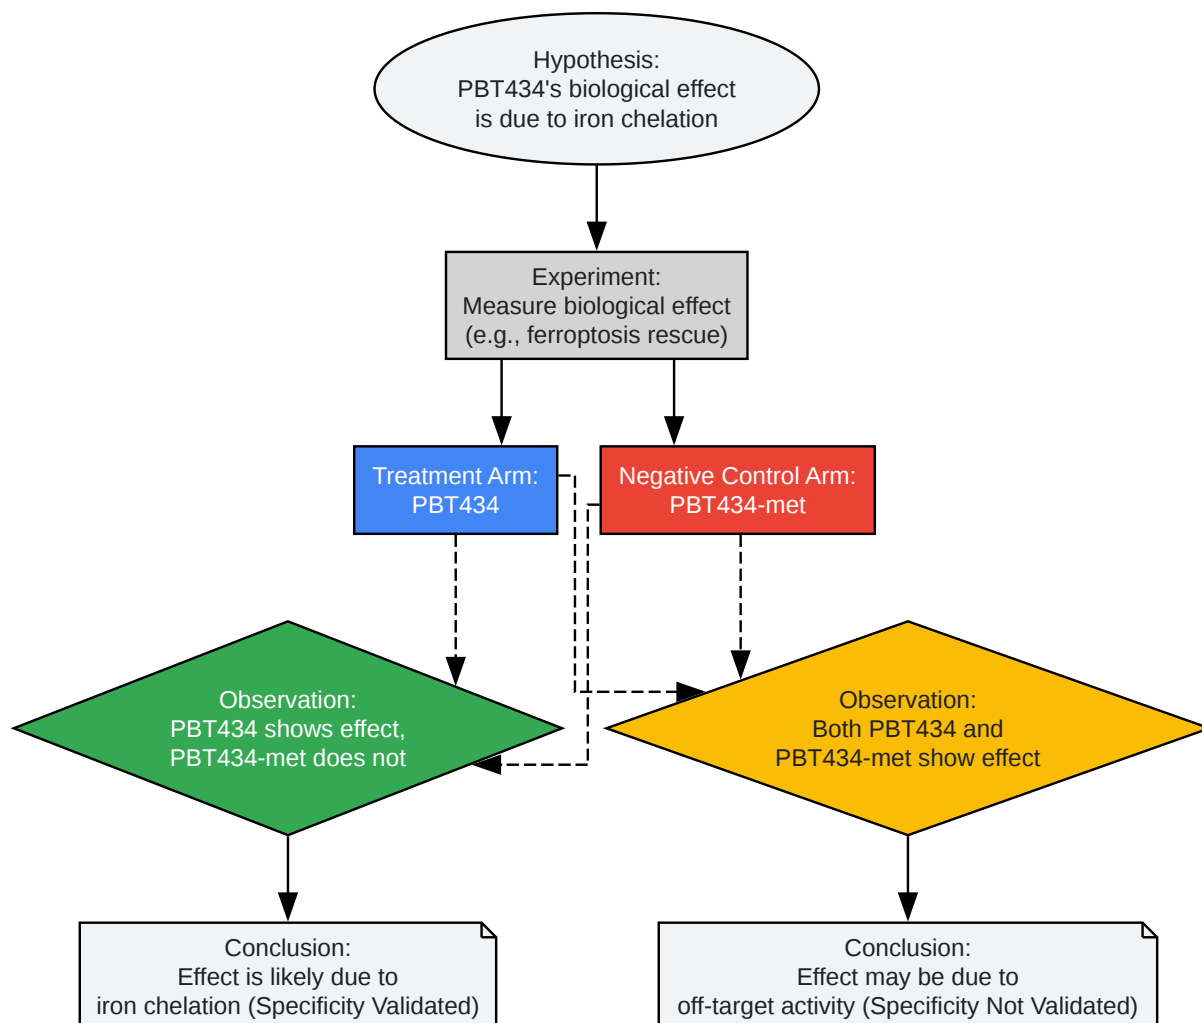 Hypothesis:
PBT434's biological effect
is due to iron chelation
Experiment:
Measure biological effect
(e.g., ferroptosis rescue)
Treatment Arm:
PBT434
Negative Control Arm:
PBT434-met
Observation:
PBT434 shows effect,
PBT434-met does not
Observation:
Both PBT434 and
PBT434-met show effect
Conclusion:
Effect is likely due to
iron chelation (Specificity Validated)
Conclusion:
Effect may be due to
off-target activity (Specificity Not Validated)